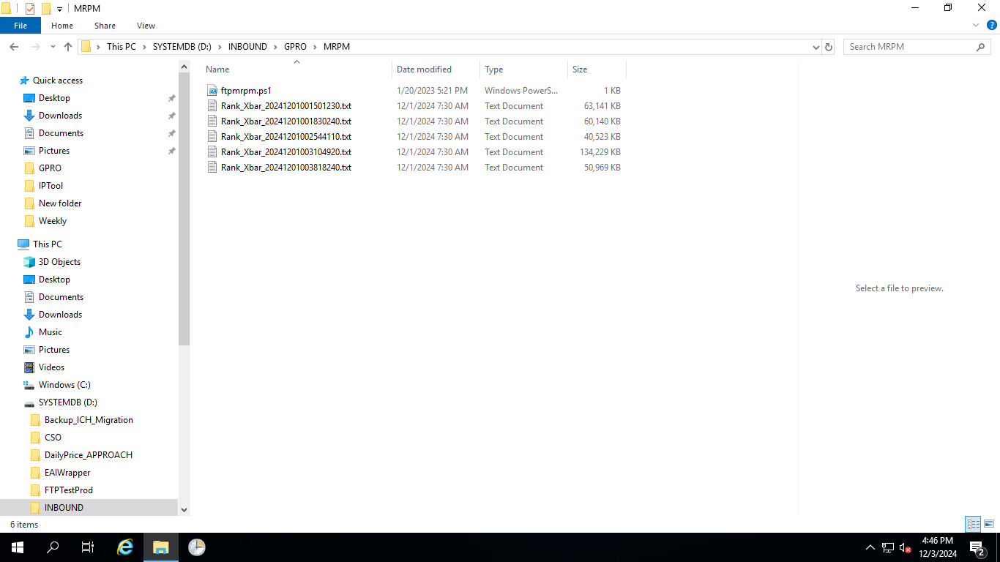 MRPM
File Home Share View
This PC SYSTEMDB (D:) INBOUND GPRO MRPM
Search MRPM
Quick access
Desktop
Downloads
Documents
Pictures
GPRO
IPTool
New folder
Weekly
This PC
3D Objects
Desktop
Documents
Downloads
Music
Pictures
Videos
Windows (C:)
SYSTEMDB (D:)
Backup_ICH_Migration
CSO
DailyPrice_APPROACH
EAIWrapper
FTPTestProd
INBOUND
Name Date modified Type Size
ftpmrpm.ps1 1/20/2023 5:21 PM Windows PowerS... 1 KB
Rank_Xbar_20241201001501230.txt 12/1/2024 7:30 AM Text Document 63,141 KB
Rank_Xbar_20241201001830240.txt 12/1/2024 7:30 AM Text Document 60,140 KB
Rank_Xbar_20241201002544110.txt 12/1/2024 7:30 AM Text Document 40,523 KB
Rank_Xbar_20241201003104920.txt 12/1/2024 7:30 AM Text Document 134,229 KB
Rank_Xbar_20241201003818240.txt 12/1/2024 7:30 AM Text Document 50,969 KB
Select a file to preview.
6 items
4:46 PM
12/3/2024
2